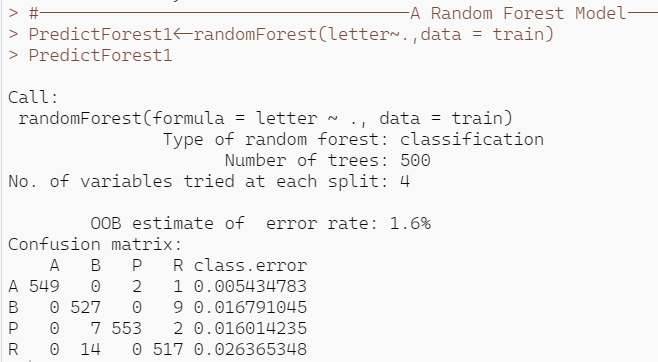 > #———————————————————————————————A Random Forest Model———
> PredictForest1<-randomForest(letter~.,data = train)
> PredictForest1

Call:
 randomForest(formula = letter ~ ., data = train)
               Type of random forest: classification
                     Number of trees: 500
No. of variables tried at each split: 4

        OOB estimate of  error rate: 1.6%
Confusion matrix:
    A   B   P   R class.error
A 549   0   2   1 0.005434783
B   0 527   0   9 0.016791045
P   0   7 553   2 0.016014235
R   0  14   0 517 0.026365348